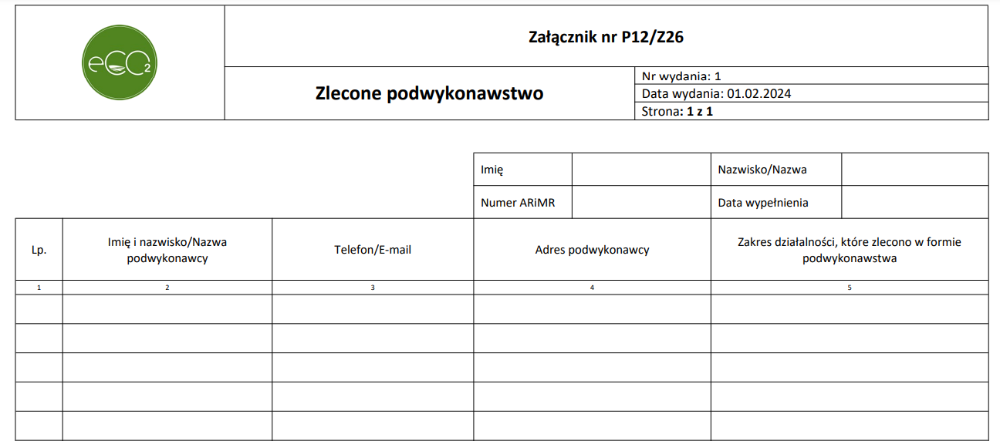 eCO2
Załącznik nr P12/Z26
Zlecone podwykonawstwo
Nr wydania: 1
Data wydania: 01.02.2024
Strona: 1 z 1
Imię
Nazwisko/Nazwa
Numer ARiMR
Data wypełnienia
Lp.
Imię i nazwisko/Nazwa
podwykonawcy
Telefon/E-mail
Adres podwykonawcy
Zakres działalności, które zlecono w formie
podwykonawstwa
1
2
3
4
5